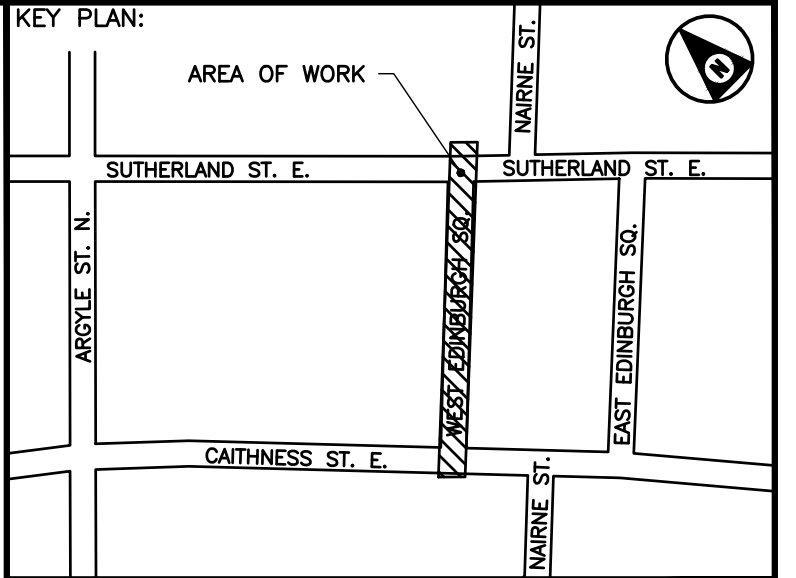 KEY PLAN:
AREA OF WORK
NAIRNE ST.
N
SUTHERLAND ST. E.
SUTHERLAND ST. E.
ARGYLE ST. N.
WEST EDINBURGH SQ.
EAST EDINBURGH SQ.
CAITHNESS ST. E.
NAIRNE ST.